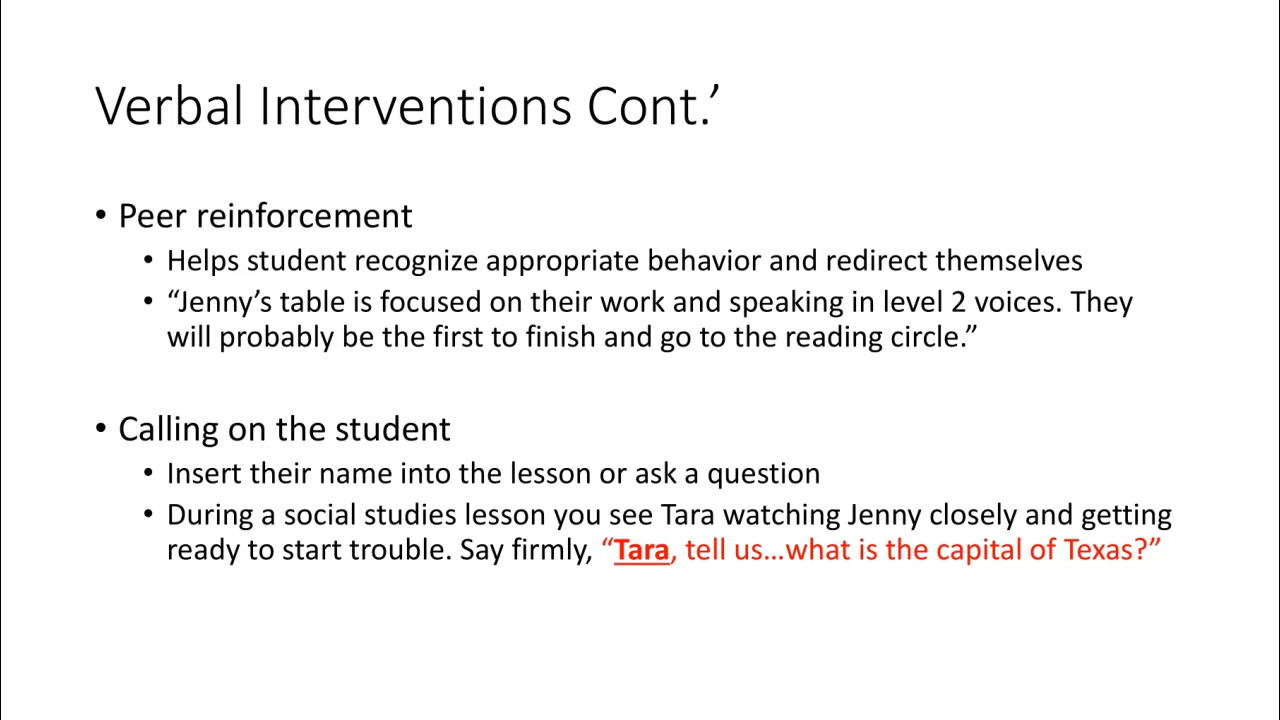 Verbal Interventions Cont.’
• Peer reinforcement
• Helps student recognize appropriate behavior and redirect themselves
• “Jenny’s table is focused on their work and speaking in level 2 voices. They
will probably be the first to finish and go to the reading circle.”
• Calling on the student
• Insert their name into the lesson or ask a question
• During a social studies lesson you see Tara watching Jenny closely and getting
ready to start trouble. Say firmly, “Tara, tell us…what is the capital of Texas?”